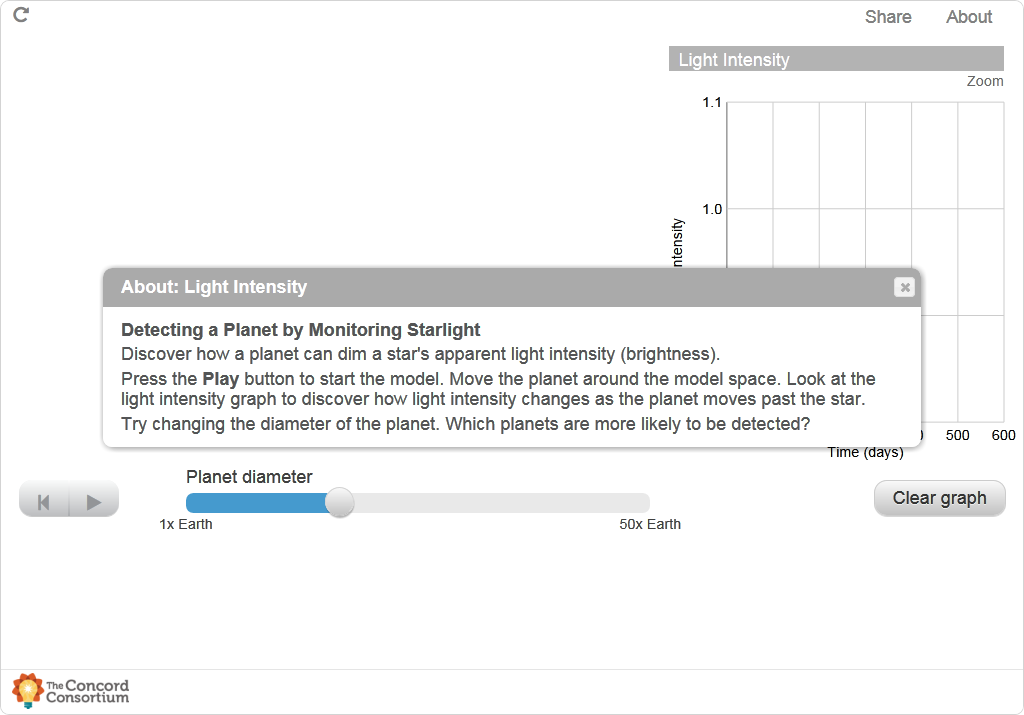 Share
About
Light Intensity
Zoom
1.1
1.0
About: Light Intensity
Detecting a Planet by Monitoring Starlight
Discover how a planet can dim a star's apparent light intensity (brightness).
Press the Play button to start the model. Move the planet around the model space. Look at the
light intensity graph to discover how light intensity changes as the planet moves past the star.
Try changing the diameter of the planet. Which planets are more likely to be detected?
500
600
Time (days)
Planet diameter
1x Earth
50x Earth
Clear graph
The Concord
Consortium